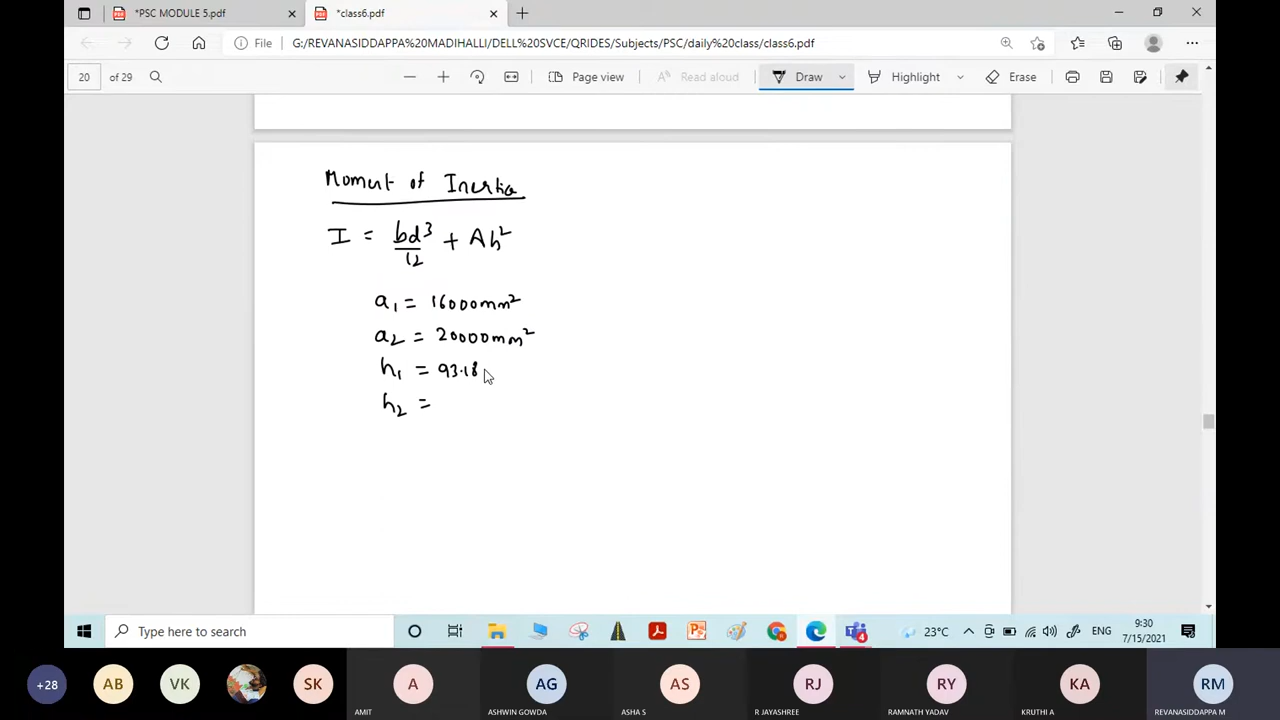 *PSC MODULE 5.pdf
*class6.pdf
File
G:/REVANASIDDAPPA%20MADIHALLI/DELL%20SVCE/QRIDES/Subjects/PSC/daily%20class/class6.pdf
20 of 29
Page view
Read aloud
Draw
Highlight
Erase
Moment of Inertia
I = bd³/12 + Ah²
a₁ = 16000mm²
a₂ = 20000mm²
h₁ = 93.18
h₂ =
Type here to search
4
23°C
ENG
9:30
7/15/2021
+28
AB
VK
SK
A
AMIT
AG
ASHWIN GOWDA
AS
ASHA S
RJ
R JAYASHREE
RY
RAMNATH YADAV
KA
KRUTHI A
RM
REVANASIDDAPPA M